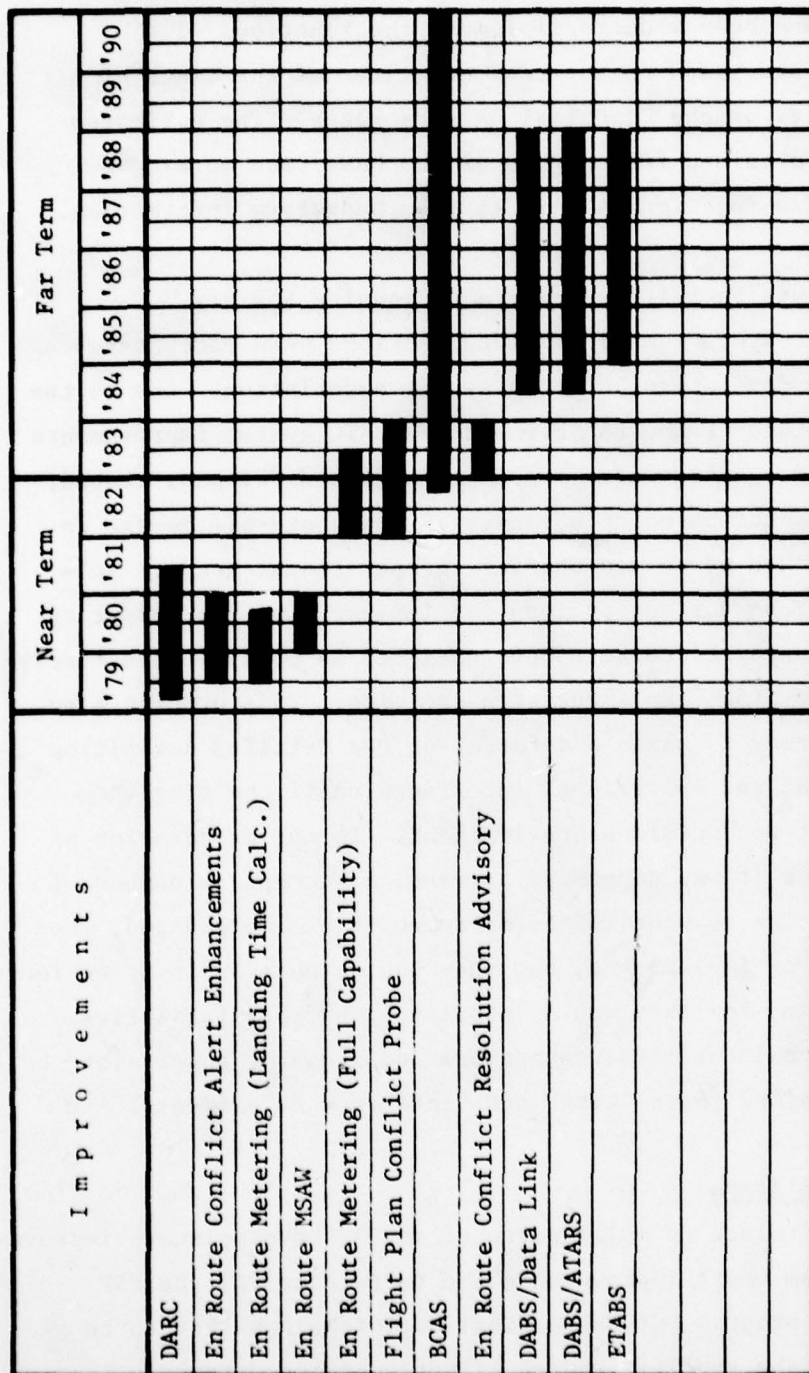 Improvements
Near Term
Far Term
'79 '80 '81 '82 '83 '84 '85 '86 '87 '88 '89 '90
DARC
En Route Conflict Alert Enhancements
En Route Metering (Landing Time Calc.)
En Route MSAW
En Route Metering (Full Capability)
Flight Plan Conflict Probe
BCAS
En Route Conflict Resolution Advisory
DABS/Data Link
DABS/ATARS
ETABS